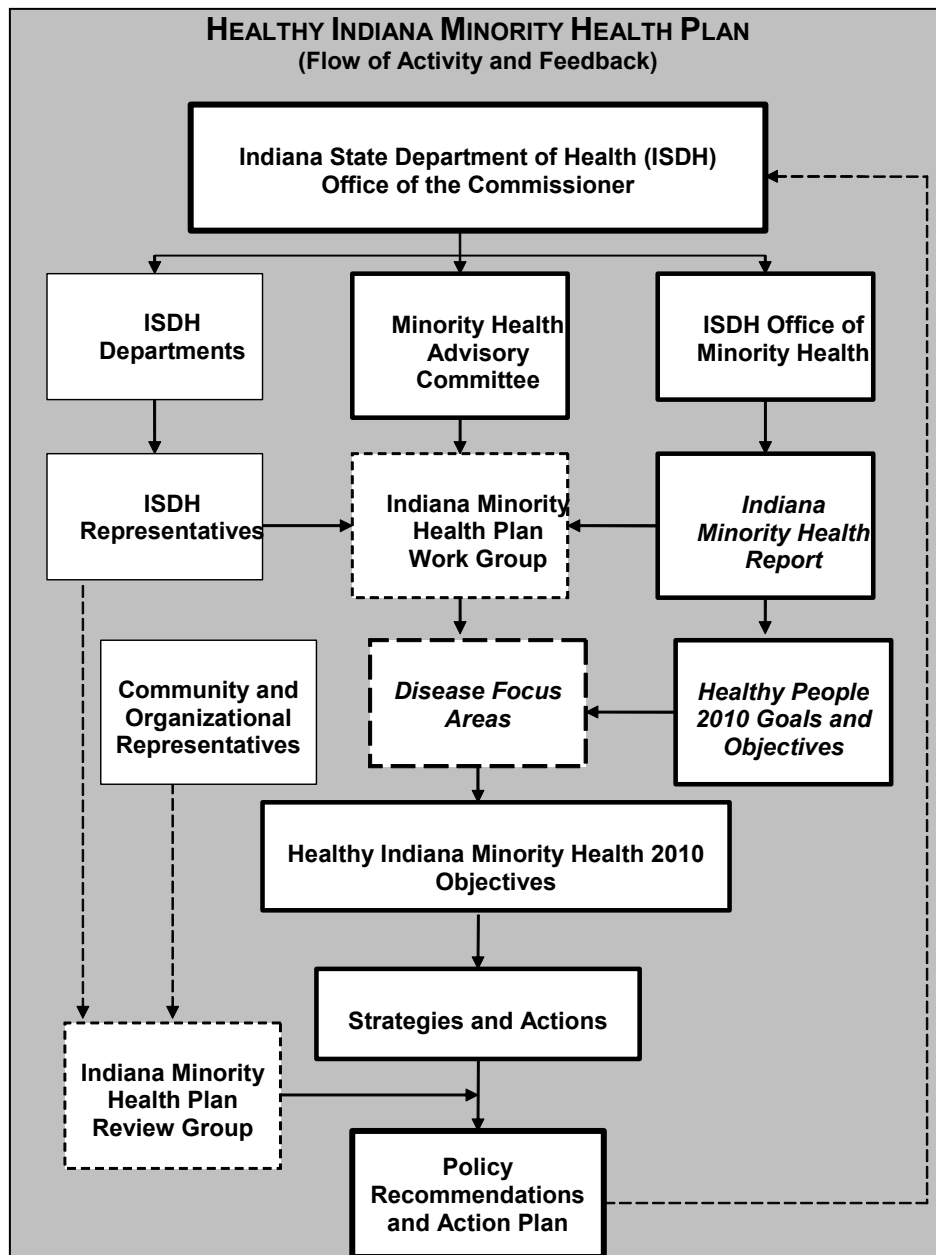 HEALTHY INDIANA MINORITY HEALTH PLAN
(Flow of Activity and Feedback)
Indiana State Department of Health (ISDH)
Office of the Commissioner
ISDH
Departments
Minority Health
Advisory
Committee
ISDH Office of
Minority Health
ISDH
Representatives
Indiana Minority
Health Plan
Work Group
Indiana
Minority Health
Report
Community and
Organizational
Representatives
Disease Focus
Areas
Healthy People
2010 Goals and
Objectives
Healthy Indiana Minority Health 2010
Objectives
Strategies and Actions
Indiana Minority
Health Plan
Review Group
Policy
Recommendations
and Action Plan